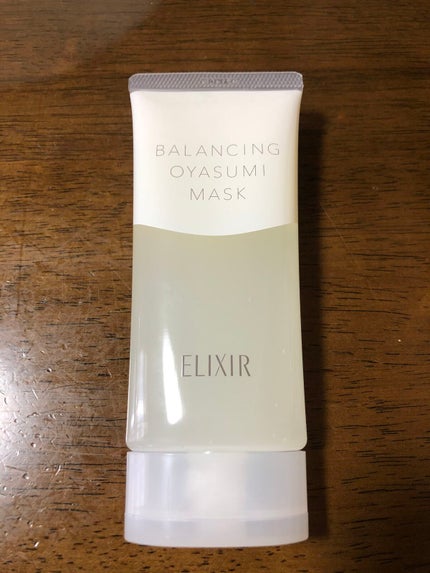 BALANCING
OYASUMI
MASK
ELIXIR